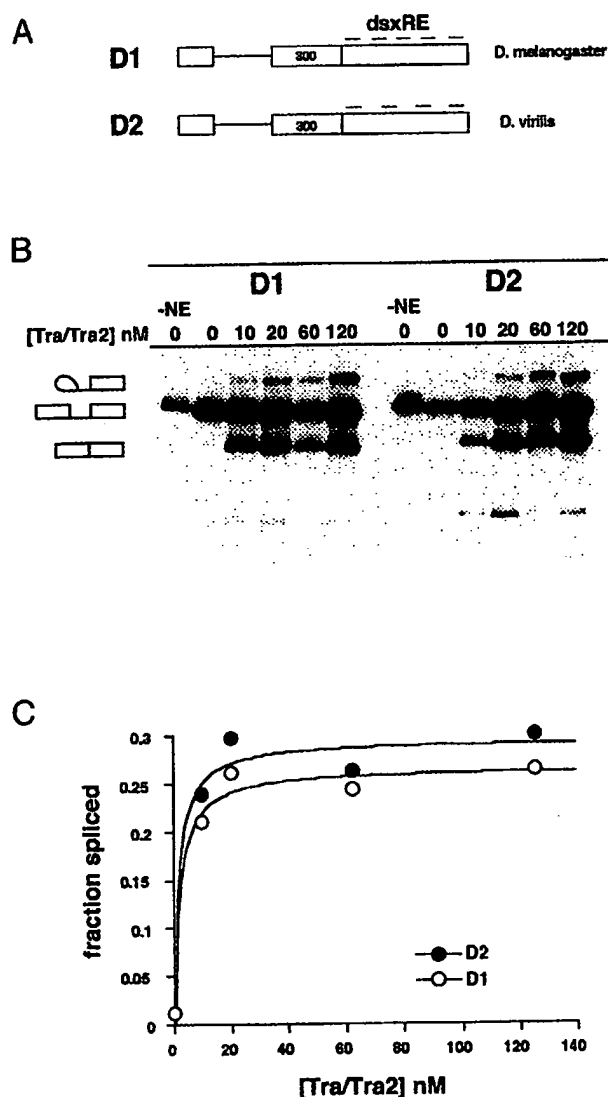 A
dsxRE
D1 300 D. melanogaster
D2 300 D. virilis
B
D1 D2
-NE -NE
[Tra/Tra2] nM 0 0 10 20 60 120 0 0 10 20 60 120
C
0.3
0.25
0.2
0.15
0.1
0.05
0
fraction spliced
D2
D1
0 20 40 60 80 100 120 140
[Tra/Tra2] nM